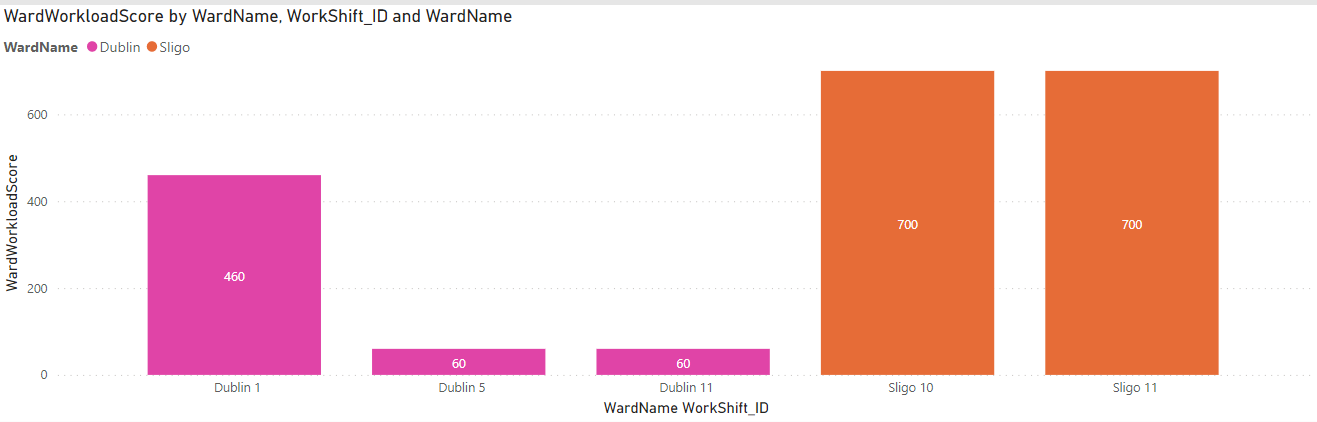 WardWorkloadScore by WardName, WorkShift_ID and WardName
WardName Dublin Sligo
WardWorkloadScore
600
400
200
0
460
60
60
700
700
Dublin 1 Dublin 5 Dublin 11 Sligo 10 Sligo 11
WardName WorkShift_ID